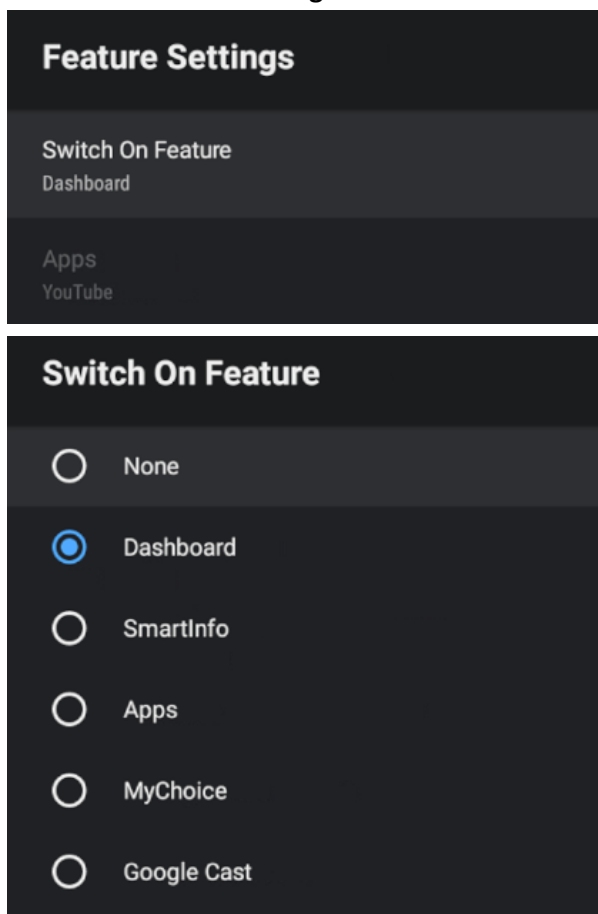 Feature Settings
Switch On Feature
Dashboard
Apps
YouTube
Switch On Feature
None
Dashboard
SmartInfo
Apps
MyChoice
Google Cast